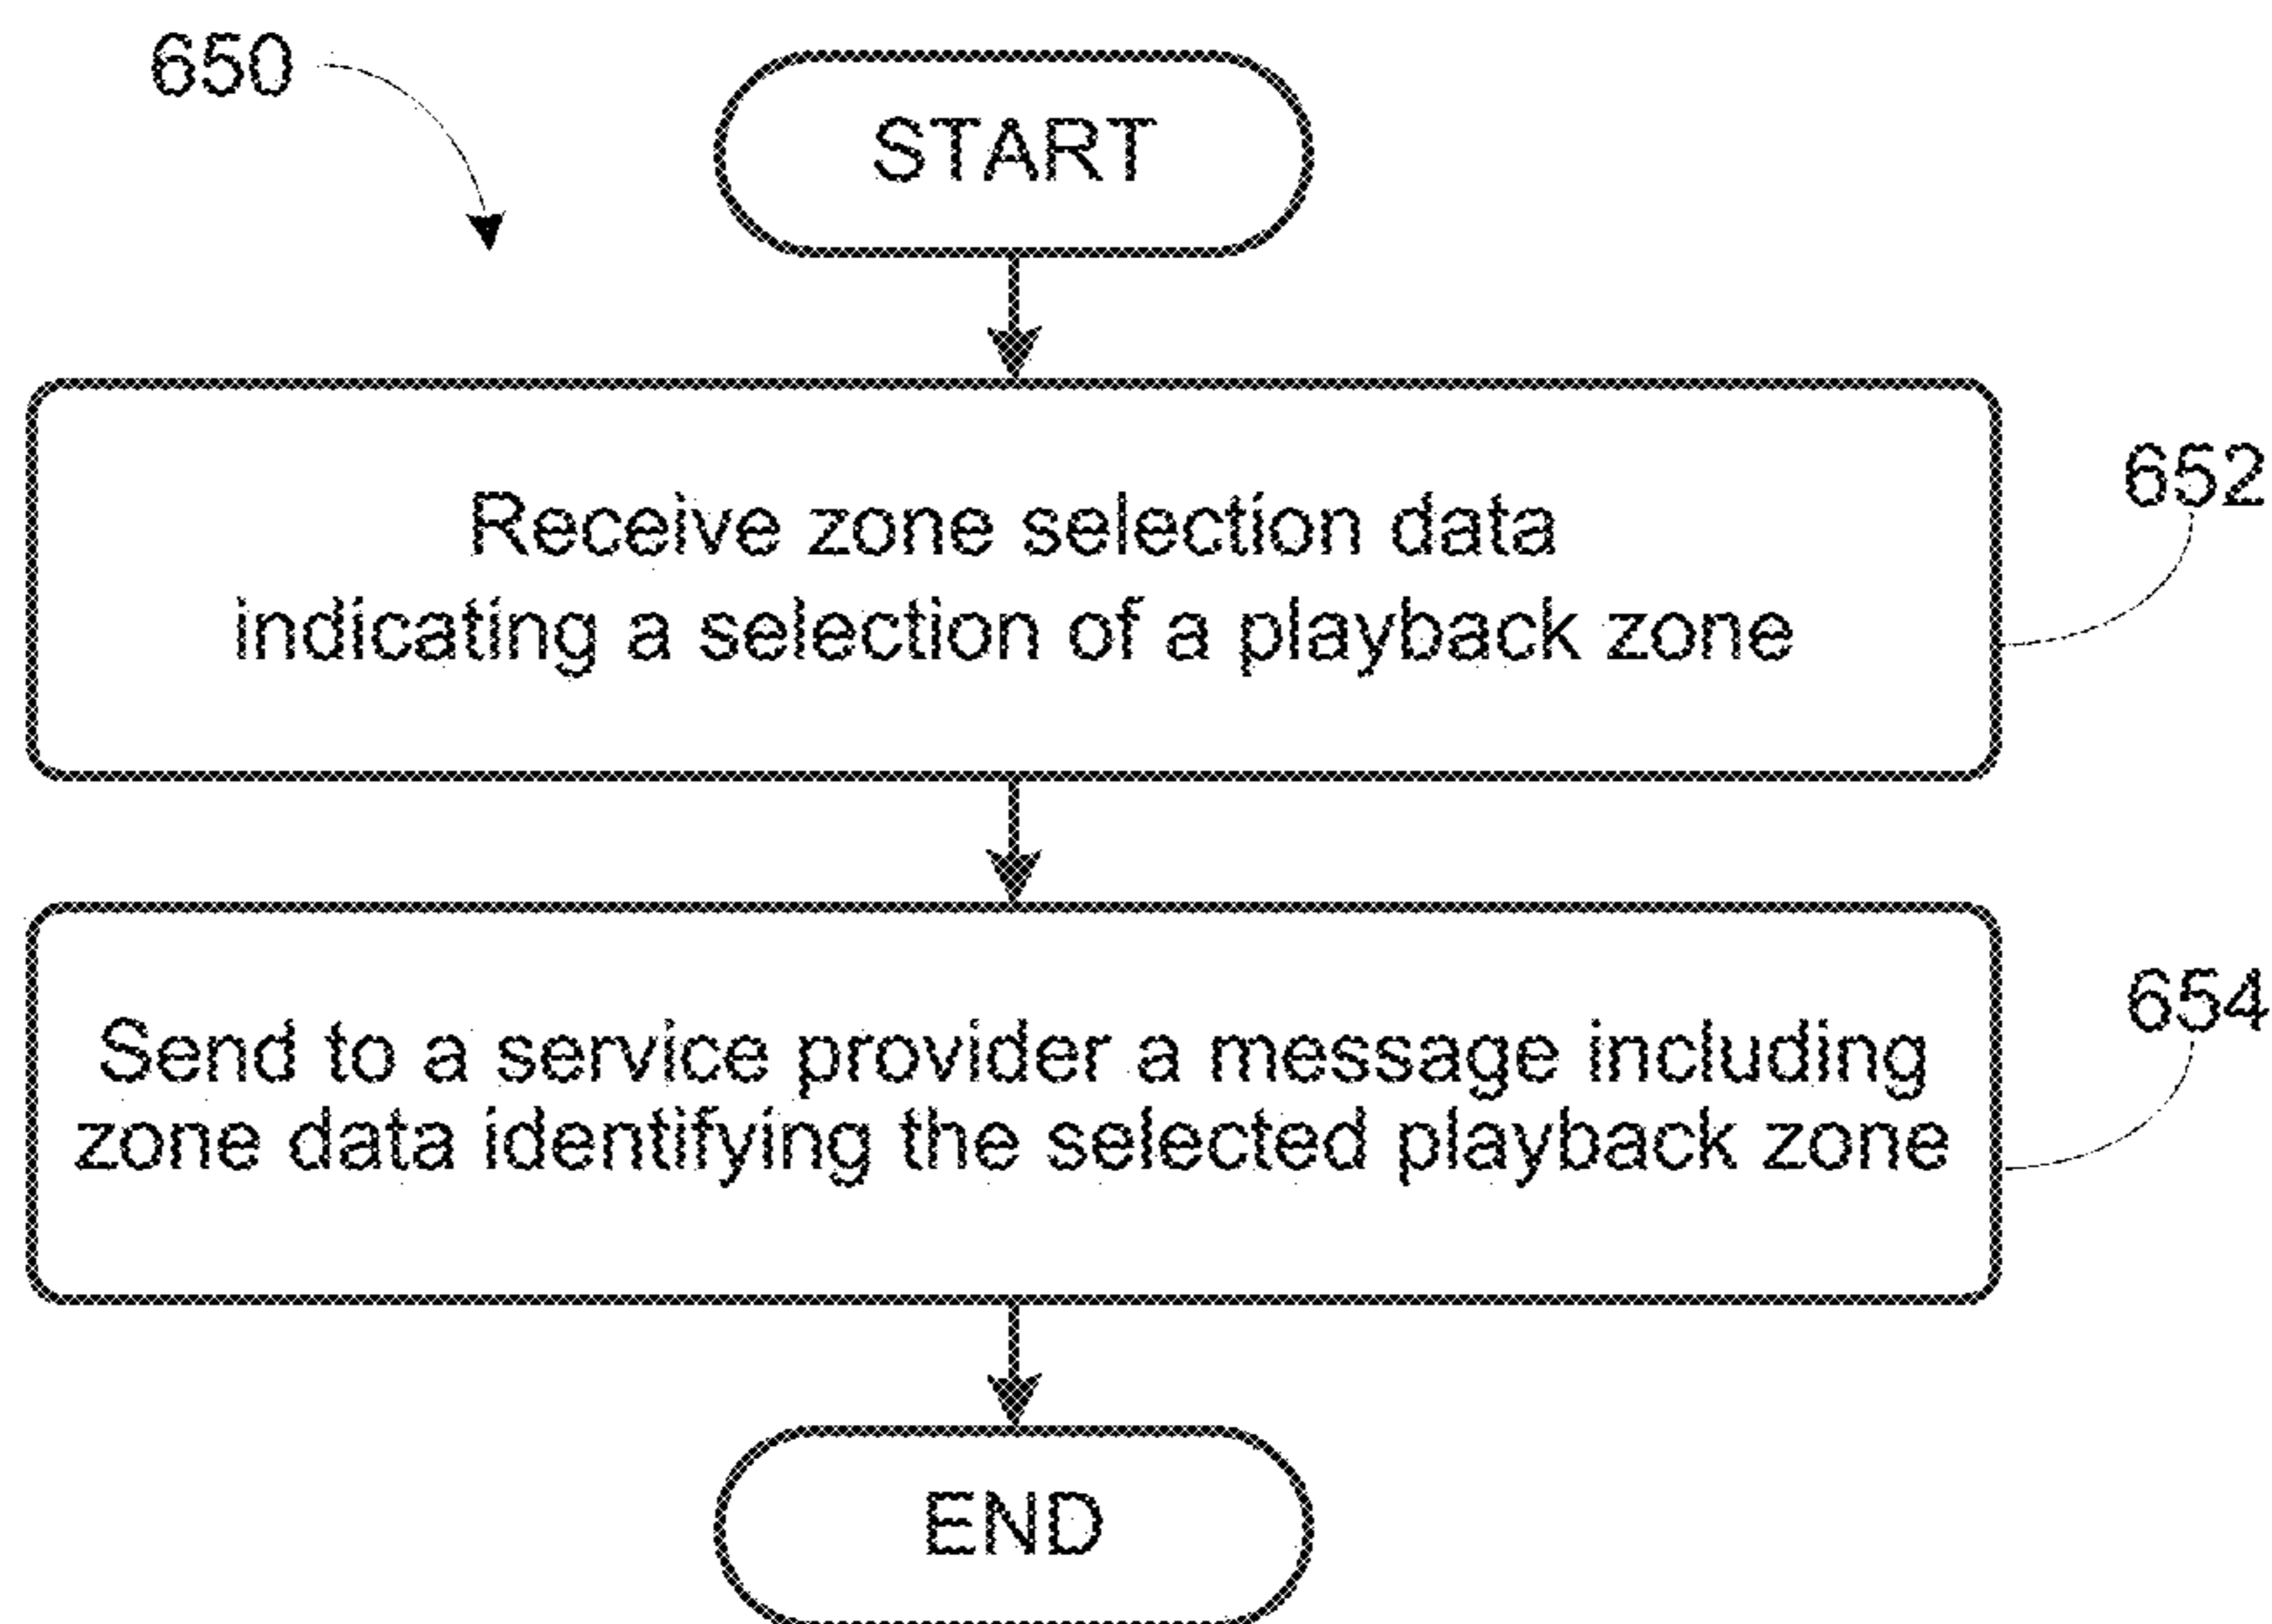 650
START
Receive zone selection data
indicating a selection of a playback zone
652
Send to a service provider a message including
zone data identifying the selected playback zone
654
END